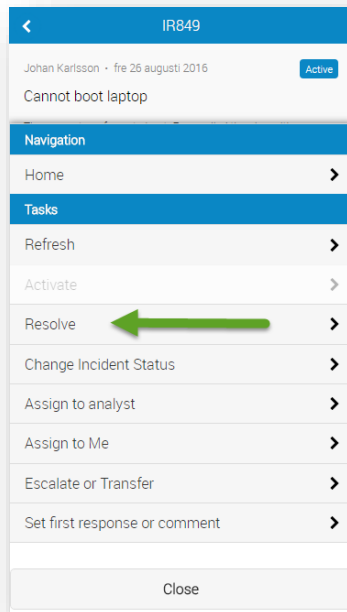 IR849
Johan Karlsson • fre 26 augusti 2016 Active
Cannot boot laptop
Navigation
Home
Tasks
Refresh
Activate
Resolve
Change Incident Status
Assign to analyst
Assign to Me
Escalate or Transfer
Set first response or comment
Close